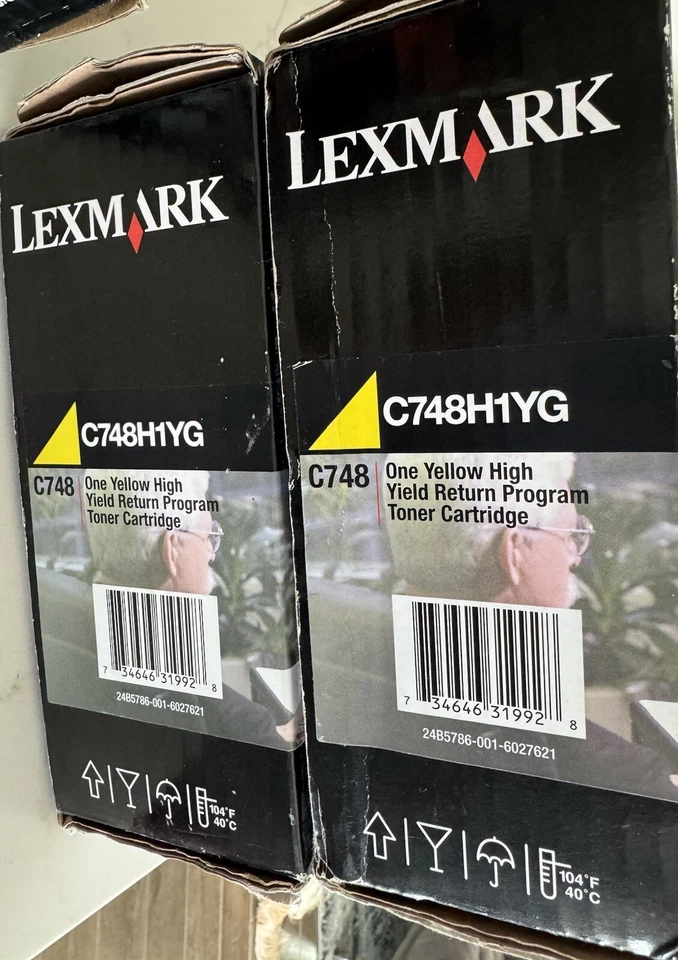 LEXMARK
C748H1YG
C748
One Yellow High
Yield Return Program
Toner Cartridge
7 34646 31992 8
24B5786-001-6027621
104°F
40°C
LEXMARK
C748H1YG
C748
One Yellow High
Yield Return Program
Toner Cartridge
7 34646 31992 8
24B5786-001-6027621
104°F
40°C